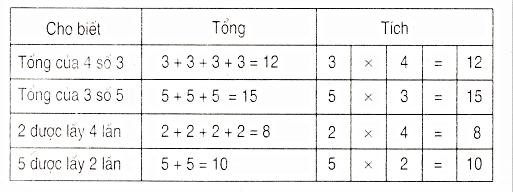 Cho biết Tổng Tích
Tổng của 4 số 3 3 + 3 + 3 + 3 = 12 3 × 4 = 12
Tổng của 3 số 5 5 + 5 + 5 = 15 5 × 3 = 15
2 được lấy 4 lần 2 + 2 + 2 + 2 = 8 2 × 4 = 8
5 được lấy 2 lần 5 + 5 = 10 5 × 2 = 10